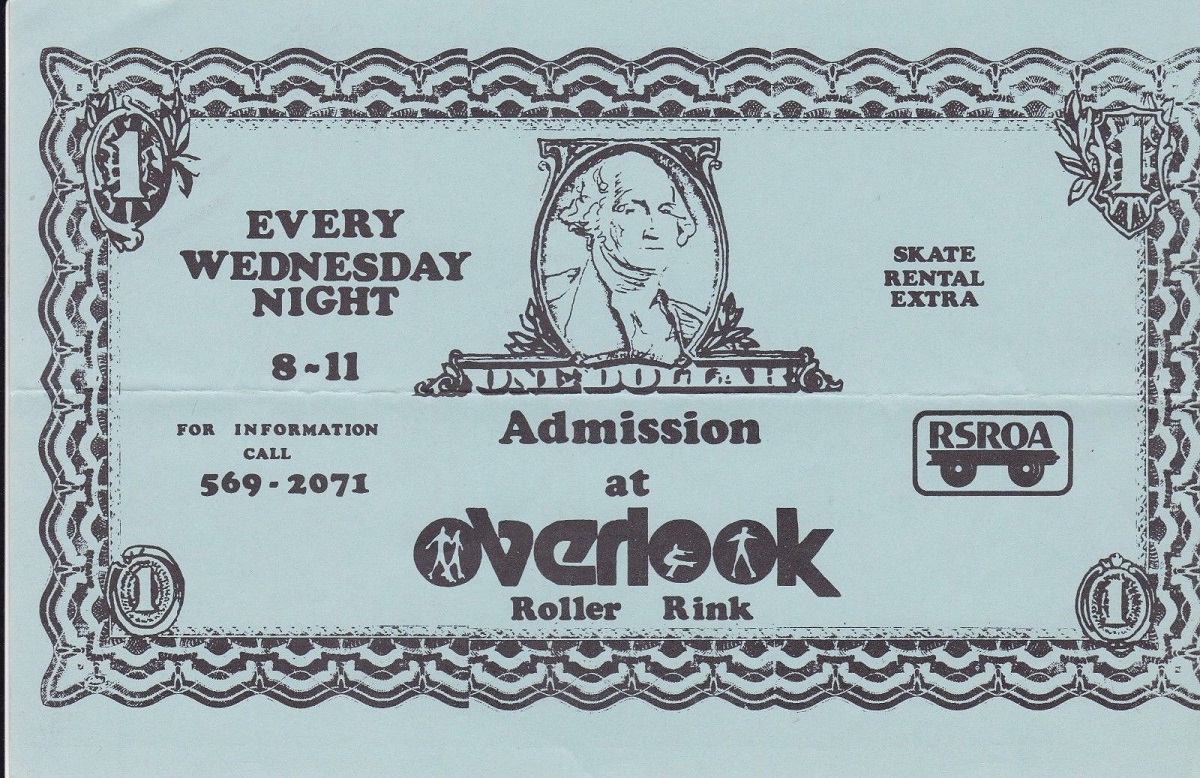 1
1
EVERY
WEDNESDAY
NIGHT
8-11
FOR INFORMATION
CALL
569-2071
ONE DOLLAR
Admission
at
overlook
Roller Rink
SKATE
RENTAL
EXTRA
RSROA
1
1